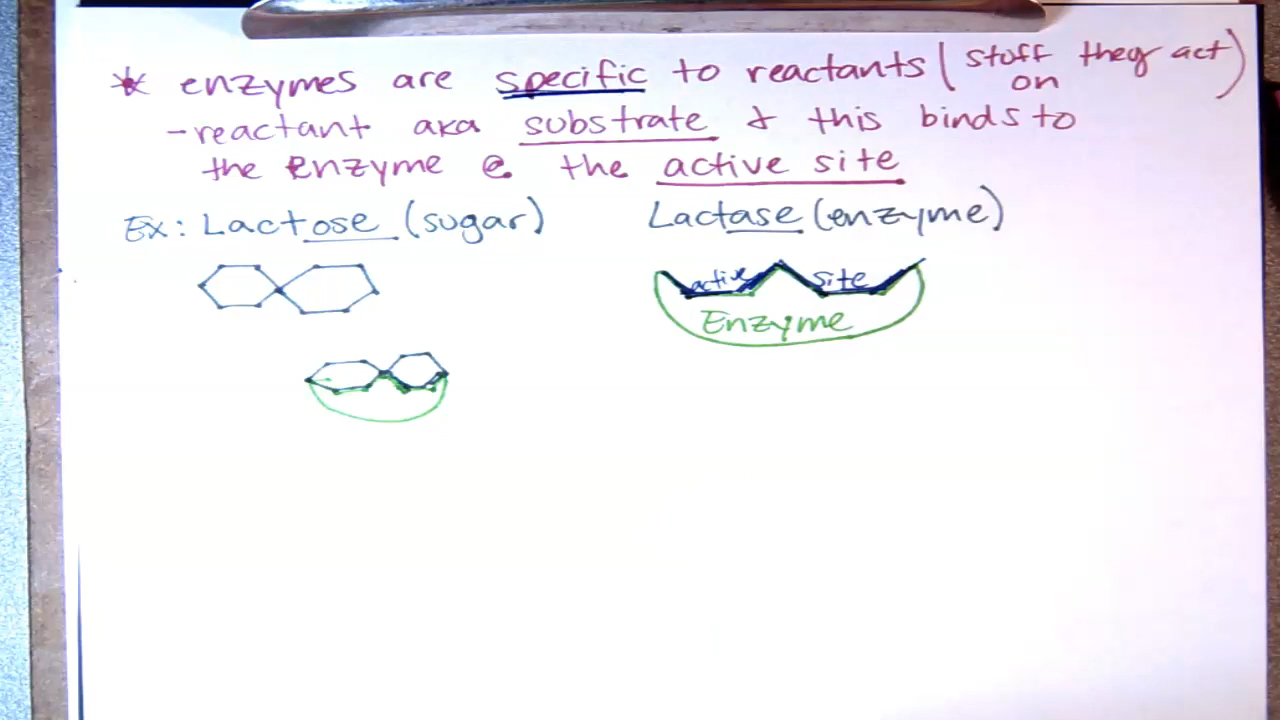 * enzymes are specific to reactants (stuff they act on)
- reactant aka substrate & this binds to
the enzyme @ the active site
Ex: Lactose (sugar) Lactase (enzyme)
active site
Enzyme